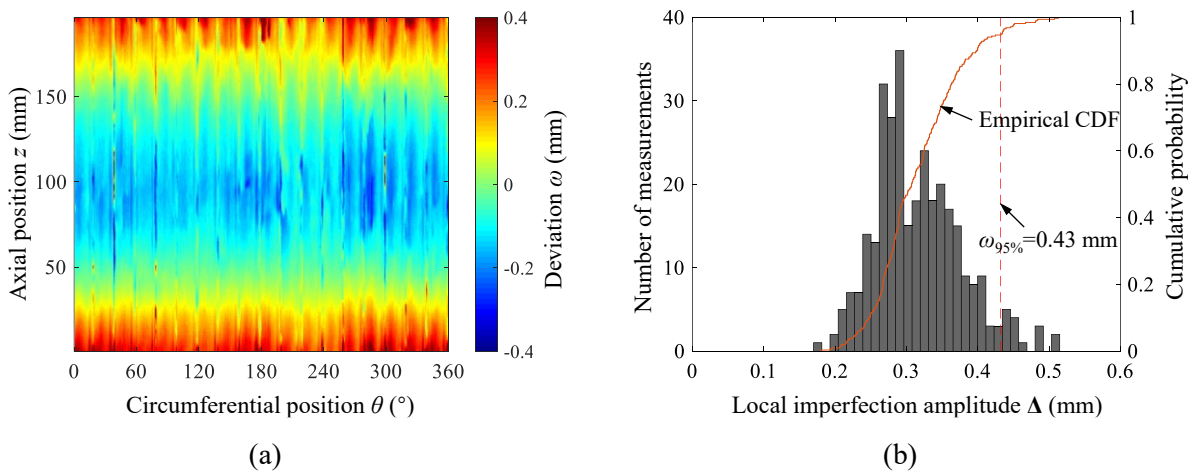 0.4
0.2
0
-0.2
-0.4
Deviation ω (mm)
150
100
50
Axial position z (mm)
0 60 120 180 240 300 360
Circumferential position θ (°)
(a)
40
30
20
10
0
Number of measurements
1
0.8
0.6
0.4
0.2
0
Cumulative probability
Empirical CDF
ω95%=0.43 mm
0 0.1 0.2 0.3 0.4 0.5 0.6
Local imperfection amplitude Δ (mm)
(b)